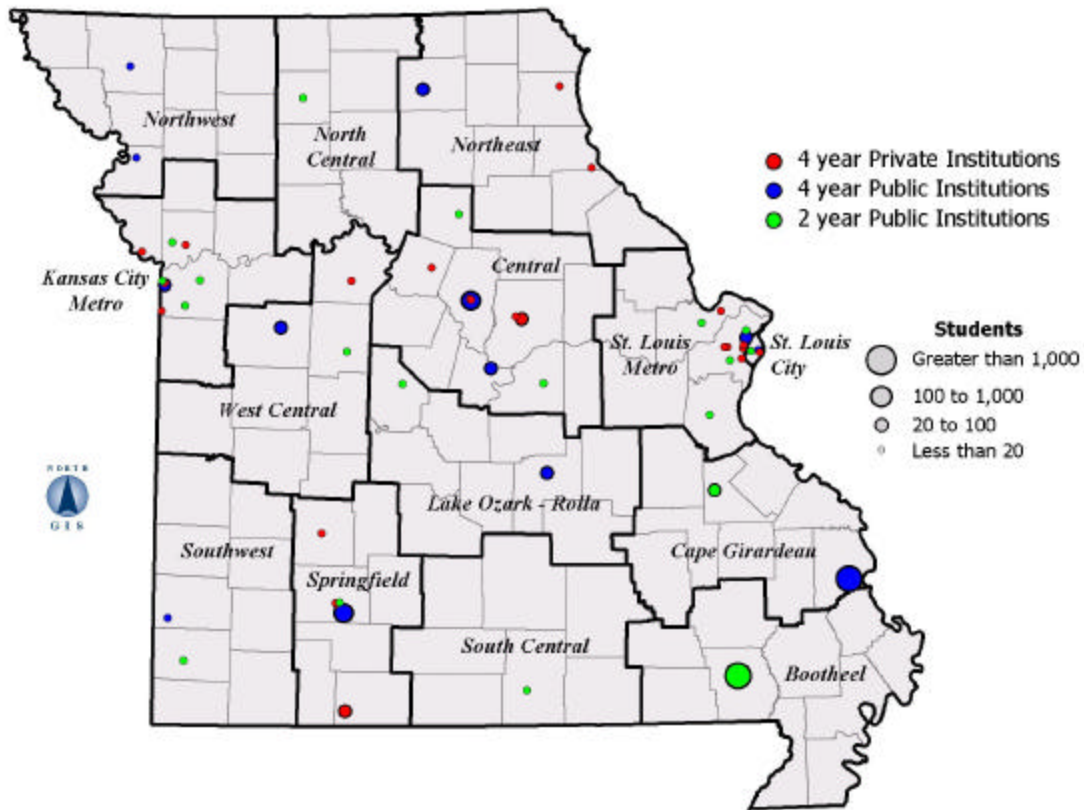 Northwest
North
Central
Northeast
4 year Private Institutions
4 year Public Institutions
2 year Public Institutions
Kansas City
Metro
Central
St. Louis
Metro
St. Louis
City
Students
Greater than 1,000
100 to 1,000
20 to 100
Less than 20
West Central
NORTH
GIS
Lake Ozark - Rolla
Southwest
Springfield
Cape Girardeau
South Central
Bootheel